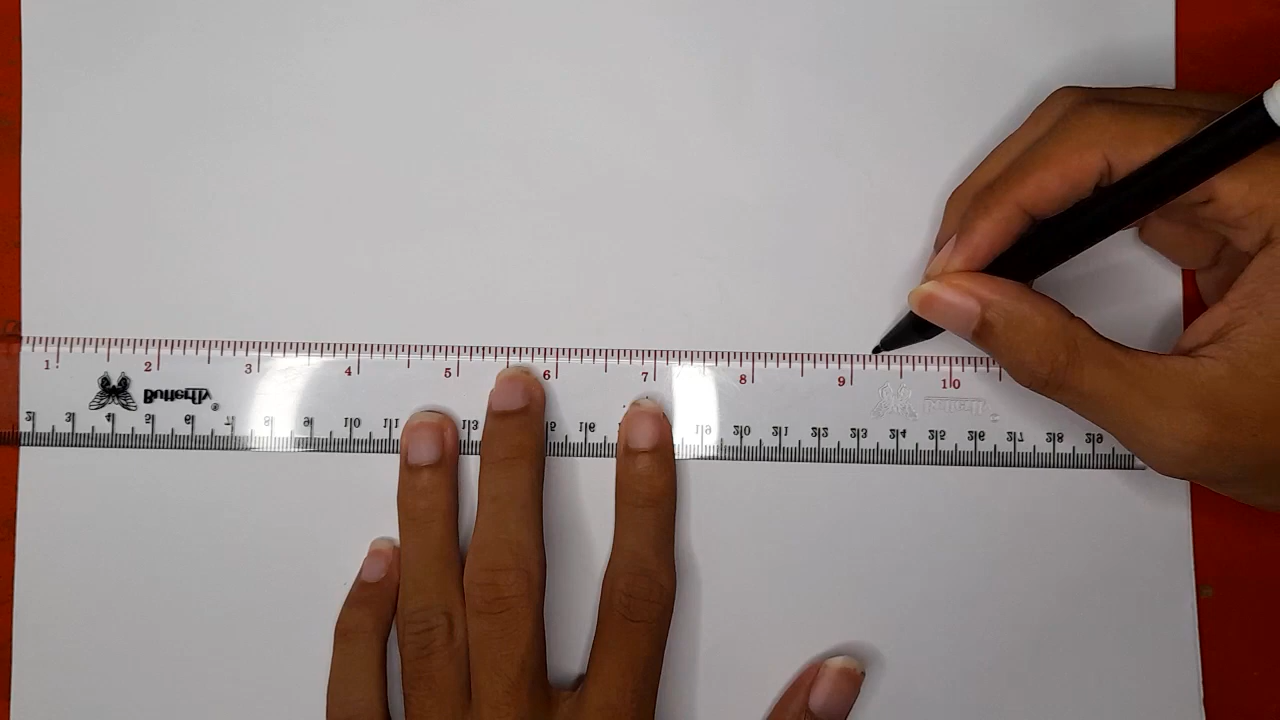 1 2 3 4 5 6 7 8 9 10
Butterfly ®
Butterfly
2 3 4 5 6 7 8 9 10 11 13 16 19 20 21 22 23 24 25 26 27 28 29